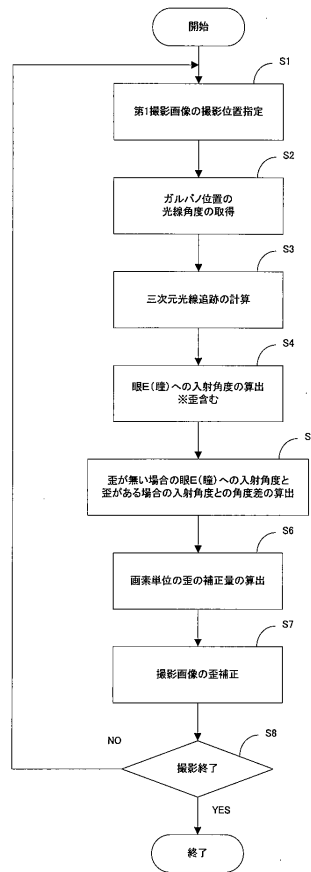 開始
S1
第1撮影画像の撮影位置指定
S2
ガルバノ位置の
光線角度の取得
S3
三次元光線追跡の計算
S4
眼E(瞳)への入射角度の算出
※歪含む
S
歪が無い場合の眼E(瞳)への入射角度と
歪がある場合の入射角度との角度差の算出
S6
画素単位の歪の補正量の算出
S7
撮影画像の歪補正
S8
NO
撮影終了
YES
終了